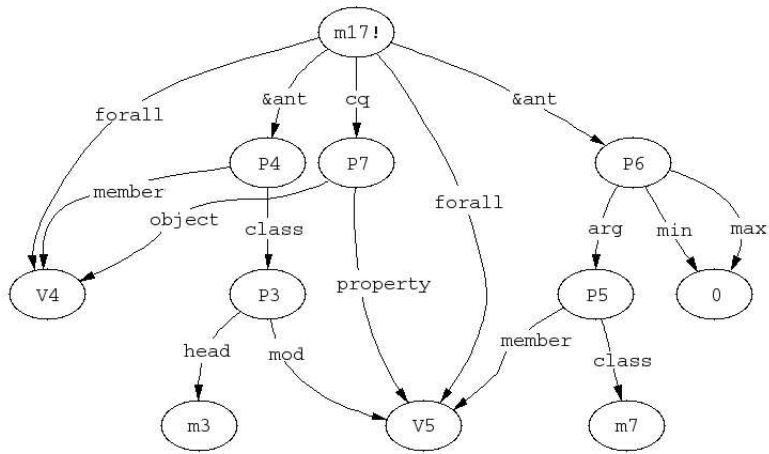 m17!
forall
&ant
cq
&ant
P4
P7
P6
member
object
class
forall
arg
min
max
V4
P3
property
P5
0
head
mod
member
class
m3
V5
m7